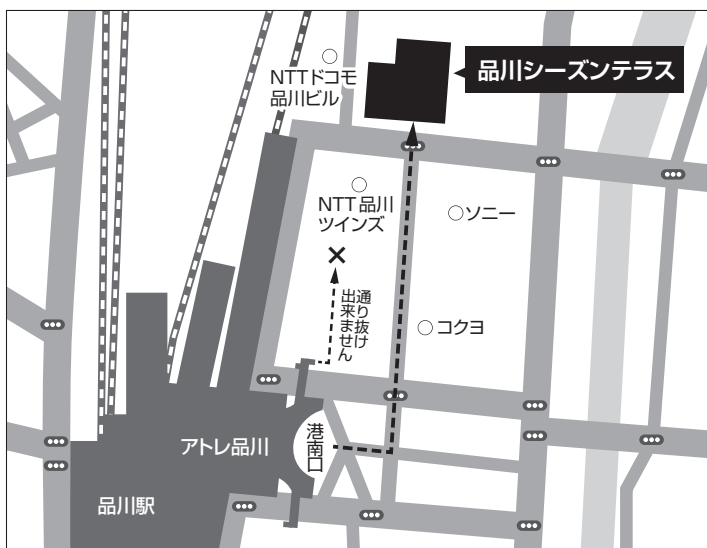 NTTドコモ
品川ビル
品川シーズンテラス
NTT品川
ツインズ
ソニー
通り抜け
出来ません
コクヨ
アトレ品川
港南口
品川駅